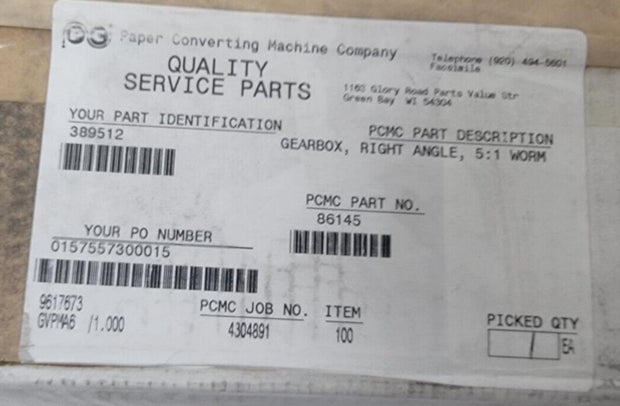 Paper Converting Machine Company
QUALITY
SERVICE PARTS
Telephone (920) 494-5601
Facsimile
1163 Glory Road Parts Value Str
Green Bay WI 54304
YOUR PART IDENTIFICATION
389512
PCMC PART DESCRIPTION
GEARBOX, RIGHT ANGLE, 5:1 WORM
PCMC PART NO.
86145
YOUR PO NUMBER
0157557300015
9617673
GVPMA6 /1.000
PCMC JOB NO.
4304891
ITEM
100
PICKED QTY
1 EA